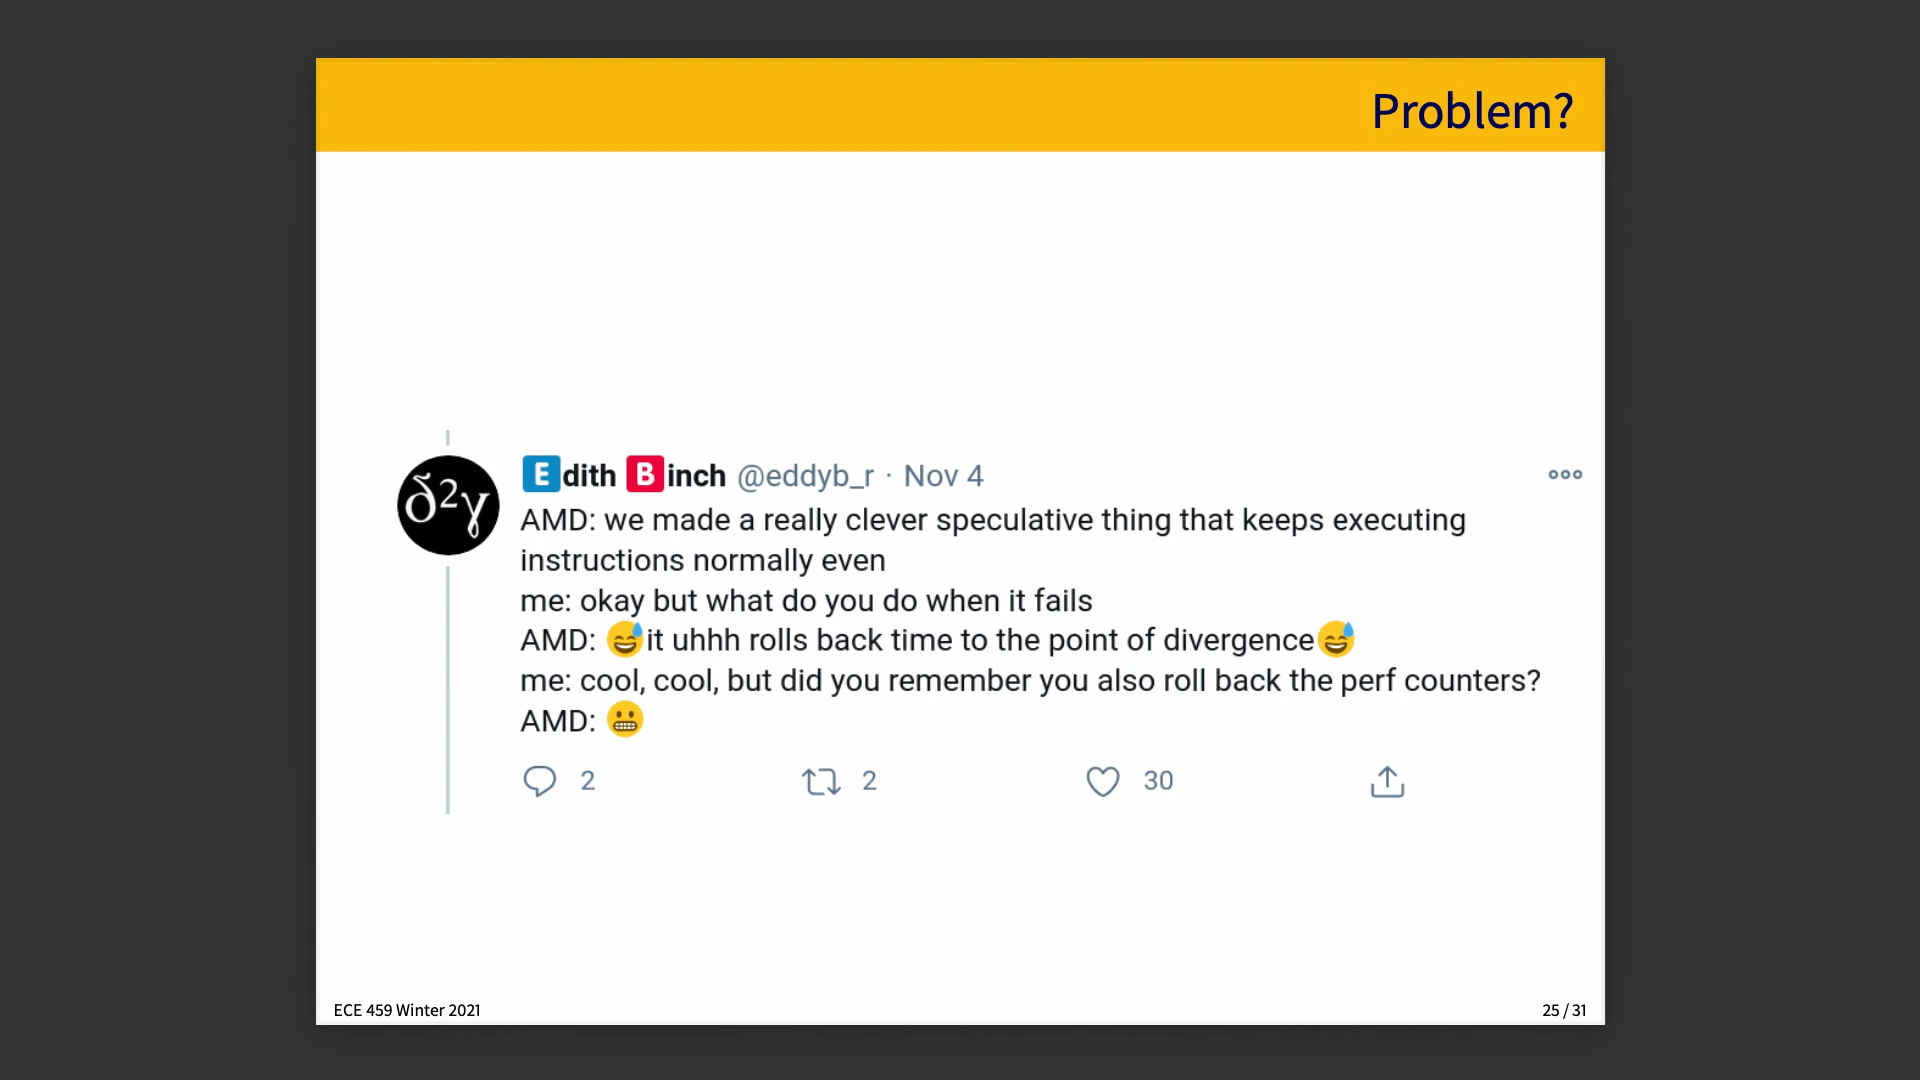 Problem?
δ²γ
🇪dith 🅱inch @eddyb_r · Nov 4
AMD: we made a really clever speculative thing that keeps executing
instructions normally even
me: okay but what do you do when it fails
AMD: 😅it uhhh rolls back time to the point of divergence😅
me: cool, cool, but did you remember you also roll back the perf counters?
AMD: 😬
2 2 30
ECE 459 Winter 2021 25 / 31